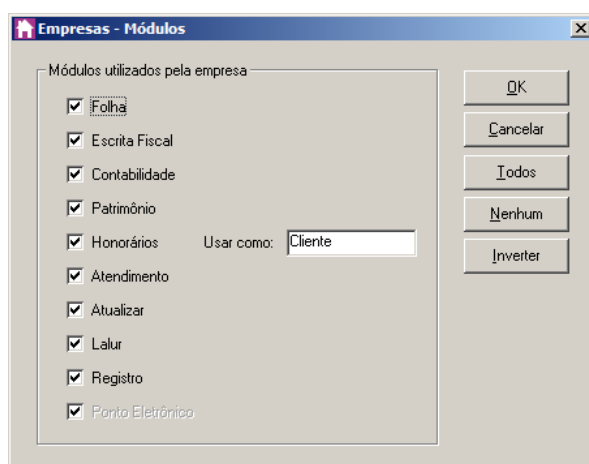 Empresas - Módulos
Módulos utilizados pela empresa
Folha
Escrita Fiscal
Contabilidade
Patrimônio
Honorários Usar como: Cliente
Atendimento
Atualizar
Lalur
Registro
Ponto Eletrônico
OK
Cancelar
Todos
Nenhum
Inverter